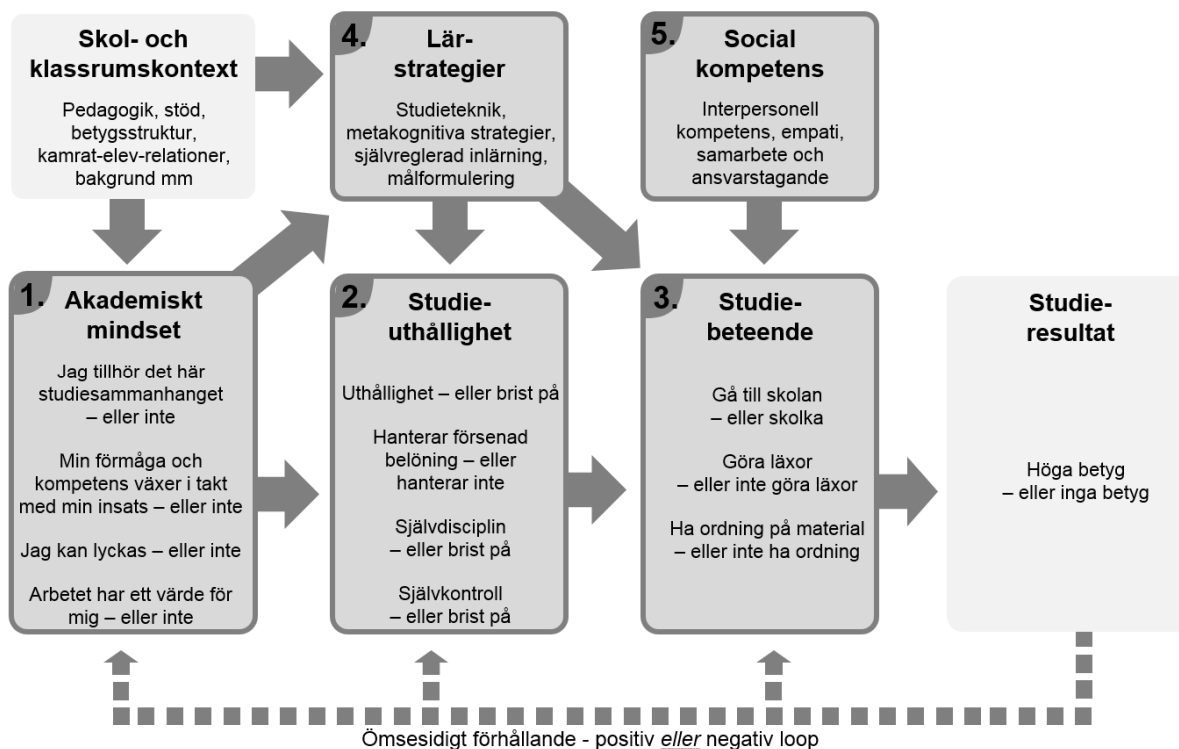 Skol- och
klassrumskontext
Pedagogik, stöd,
betygsstruktur,
kamrat-elev-relationer,
bakgrund mm
4.
Lär-
strategier
Studieteknik,
metakognitiva strategier,
självreglerad inlärning,
målformulering
5.
Social
kompetens
Interpersonell
kompetens, empati,
samarbete och
ansvarstagande
1.
Akademiskt
mindset
Jag tillhör det här
studiesammanhanget
– eller inte
Min förmåga och
kompetens växer i takt
med min insats – eller inte
Jag kan lyckas – eller inte
Arbetet har ett värde för
mig – eller inte
2.
Studie-
uthållighet
Uthållighet – eller brist på
Hanterar försenad
belöning – eller
hanterar inte
Självdisciplin
– eller brist på
Självkontroll
– eller brist på
3.
Studie-
beteende
Gå till skolan
– eller skolka
Göra läxor
– eller inte göra läxor
Ha ordning på material
– eller inte ha ordning
Studie-
resultat
Höga betyg
– eller inga betyg
Ömsesidigt förhållande - positiv eller negativ loop